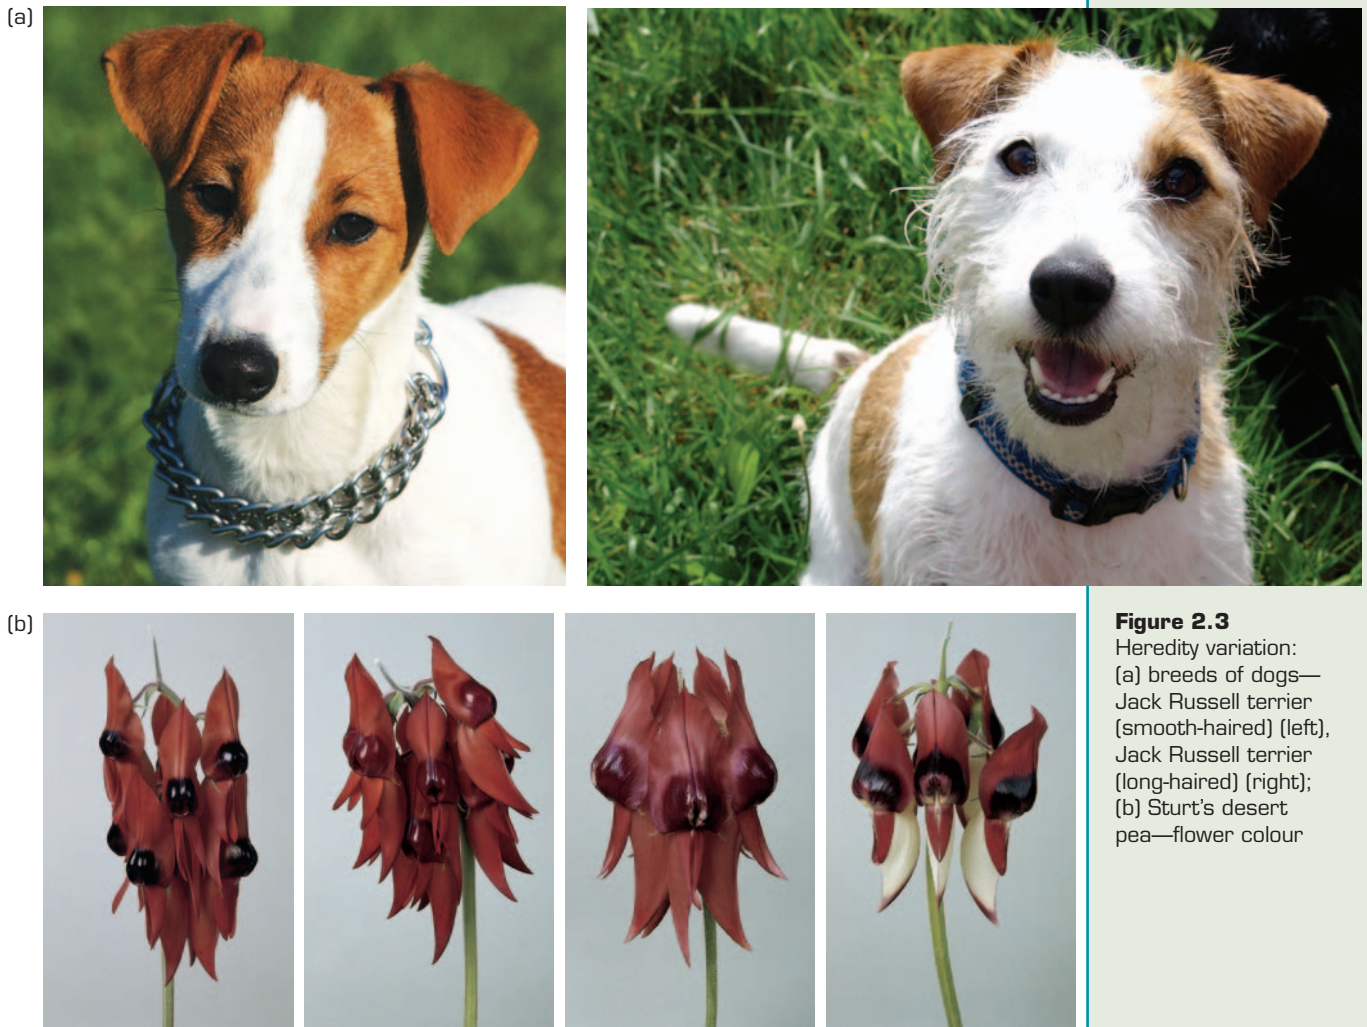 (a)
(b)
Figure 2.3
Heredity variation:
(a) breeds of dogs—
Jack Russell terrier
(smooth-haired) (left),
Jack Russell terrier
(long-haired) (right);
(b) Sturt's desert
pea—flower colour